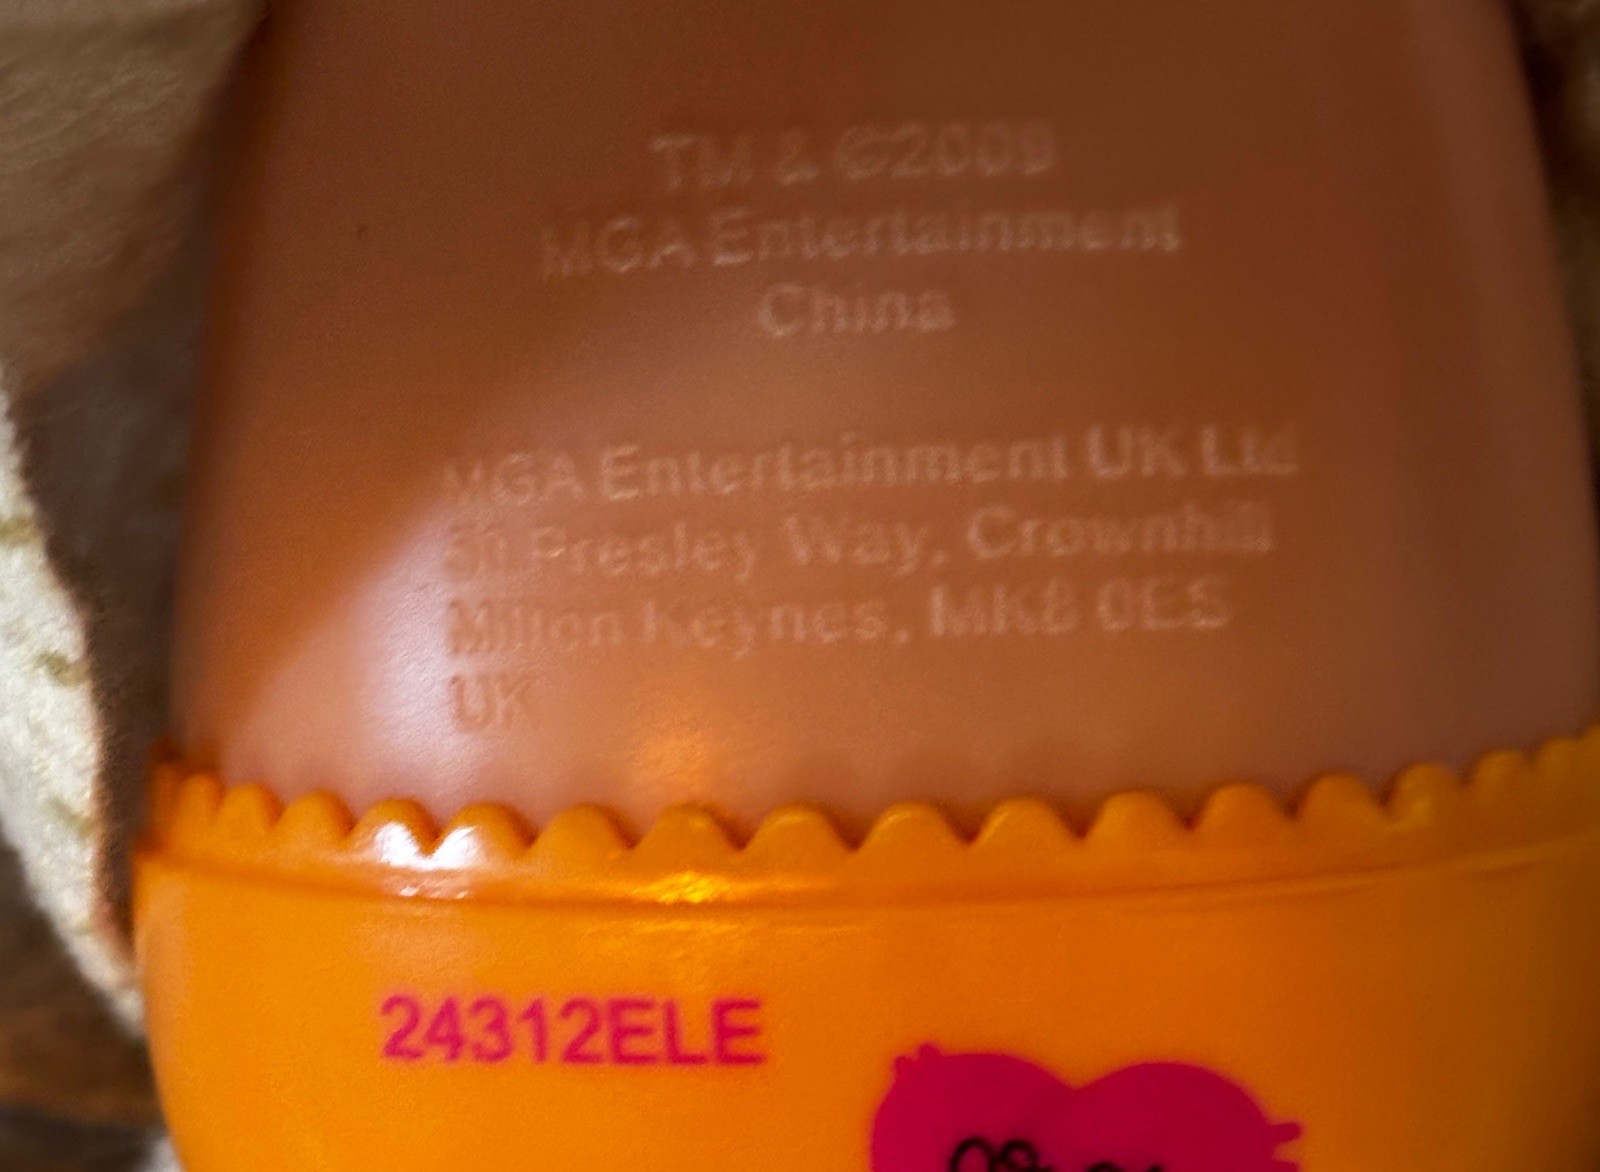 TM & ©2009
MGA Entertainment
China
MGA Entertainment UK Ltd
50 Presley Way, Crownhill
Milton Keynes, MK8 0ES
UK
24312ELE